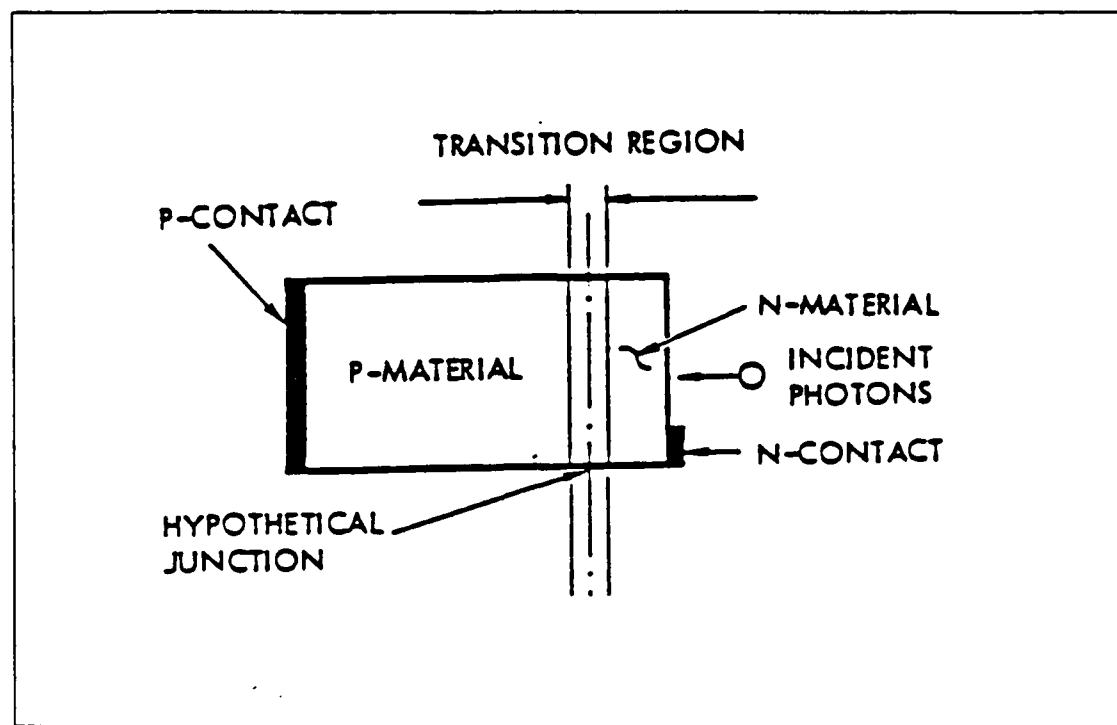 TRANSITION REGION
P-CONTACT
N-MATERIAL
P-MATERIAL
INCIDENT
PHOTONS
N-CONTACT
HYPOTHETICAL
JUNCTION